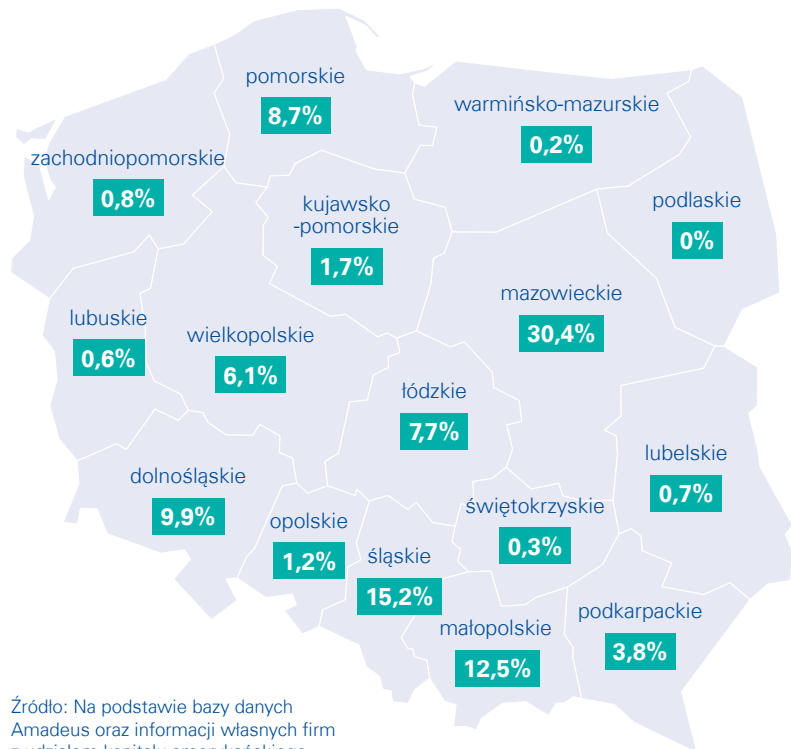 pomorskie
8,7%
warmińsko-mazurskie
0,2%
zachodniopomorskie
0,8%
kujawsko
-pomorskie
1,7%
podlaskie
0%
mazowieckie
30,4%
lubuskie
0,6%
wielkopolskie
6,1%
łódzkie
7,7%
lubelskie
0,7%
dolnośląskie
9,9%
opolskie
1,2%
śląskie
15,2%
świętokrzyskie
0,3%
małopolskie
12,5%
podkarpackie
3,8%
Źródło: Na podstawie bazy danych
Amadeus oraz informacji własnych firm
z udziałem kapitału amerykańskiego